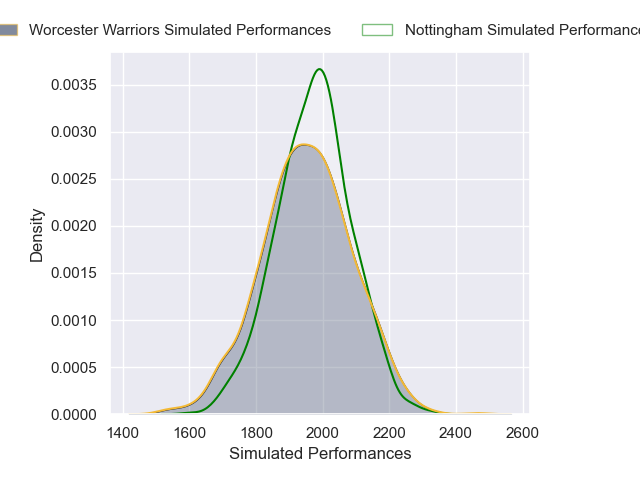 Worcester Warriors Simulated Performances
Nottingham Simulated Performance
0.0035
0.0030
0.0025
0.0020
0.0015
0.0010
0.0005
0.0000
Density
1400 1600 1800 2000 2200 2400 2600
Simulated Performances